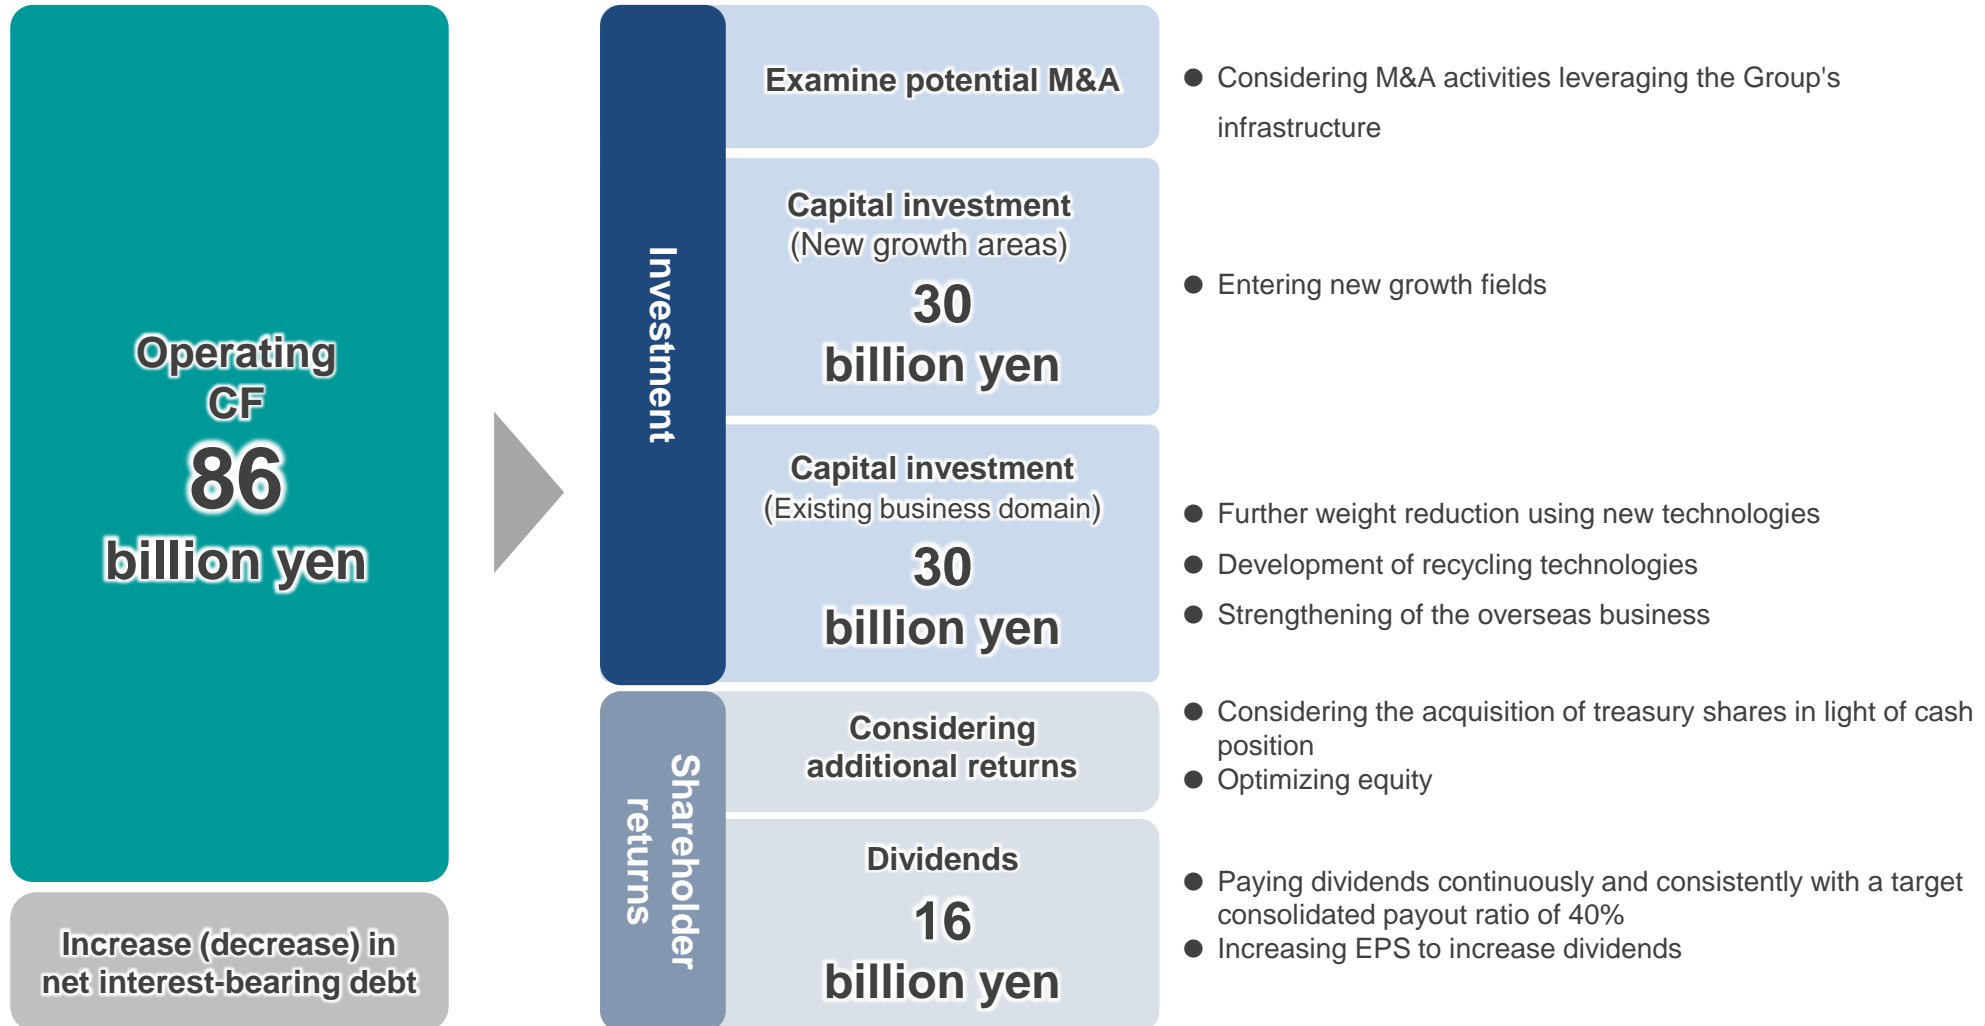 Operating
CF
86
billion yen
Increase (decrease) in
net interest-bearing debt
Investment
Examine potential M&A
● Considering M&A activities leveraging the Group's
infrastructure
Capital investment
(New growth areas)
30
billion yen
● Entering new growth fields
Capital investment
(Existing business domain)
30
billion yen
● Further weight reduction using new technologies
● Development of recycling technologies
● Strengthening of the overseas business
Shareholder
returns
Considering
additional returns
● Considering the acquisition of treasury shares in light of cash
position
● Optimizing equity
Dividends
16
billion yen
● Paying dividends continuously and consistently with a target
consolidated payout ratio of 40%
● Increasing EPS to increase dividends